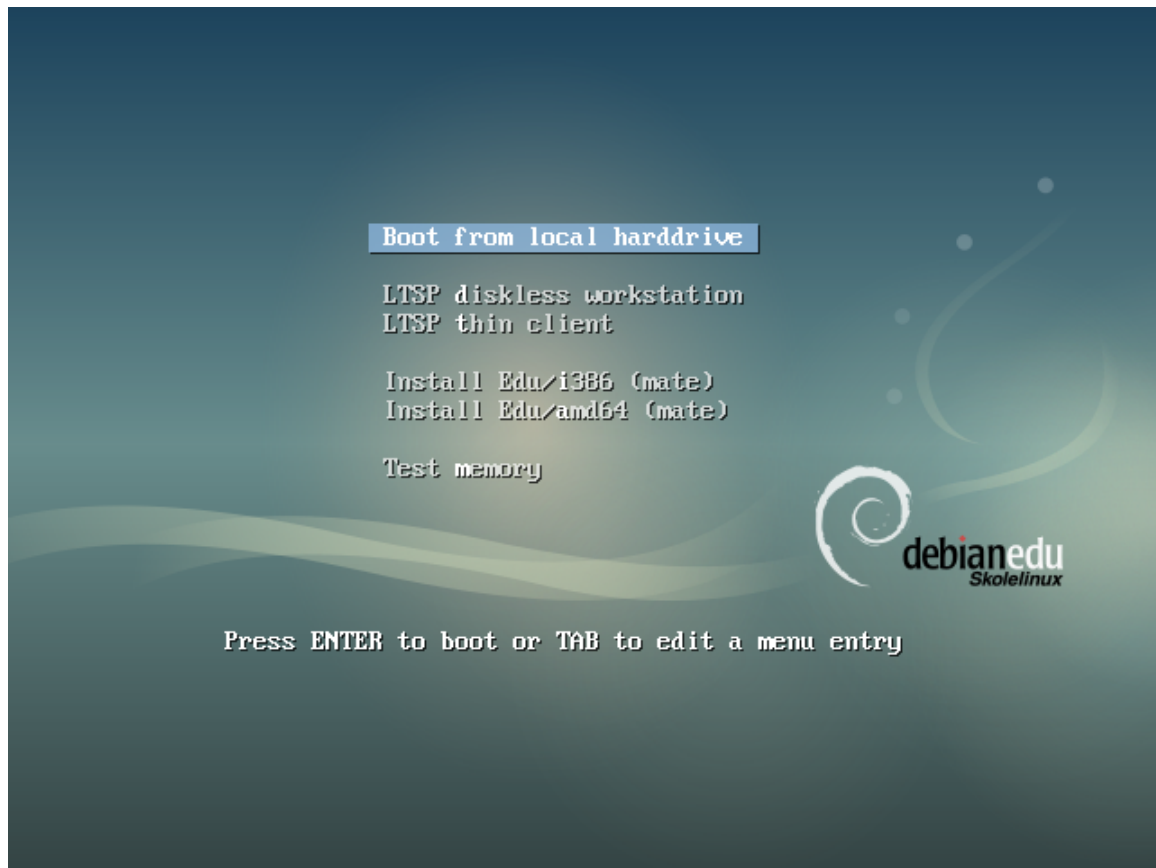 Boot from local harddrive
LTSP diskless workstation
LTSP thin client
Install Edu/i386 (mate)
Install Edu/amd64 (mate)
Test memory
debianedu
Skolelinux
Press ENTER to boot or TAB to edit a menu entry